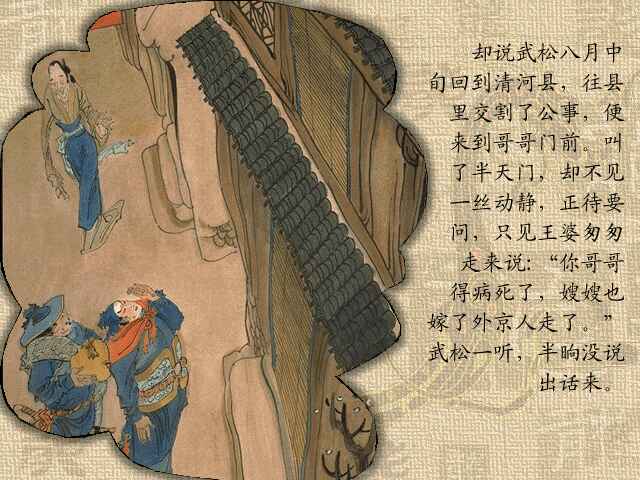 却说武松八月中
旬回到清河县，往县
里交割了公事，便
来到哥哥门前。叫
了半天门，却不见
一丝动静，正待要
问，只见王婆匆匆
走来说：“你哥哥
得病死了，嫂嫂也
嫁了外京人走了。”
武松一听，半晌没说
出话来。